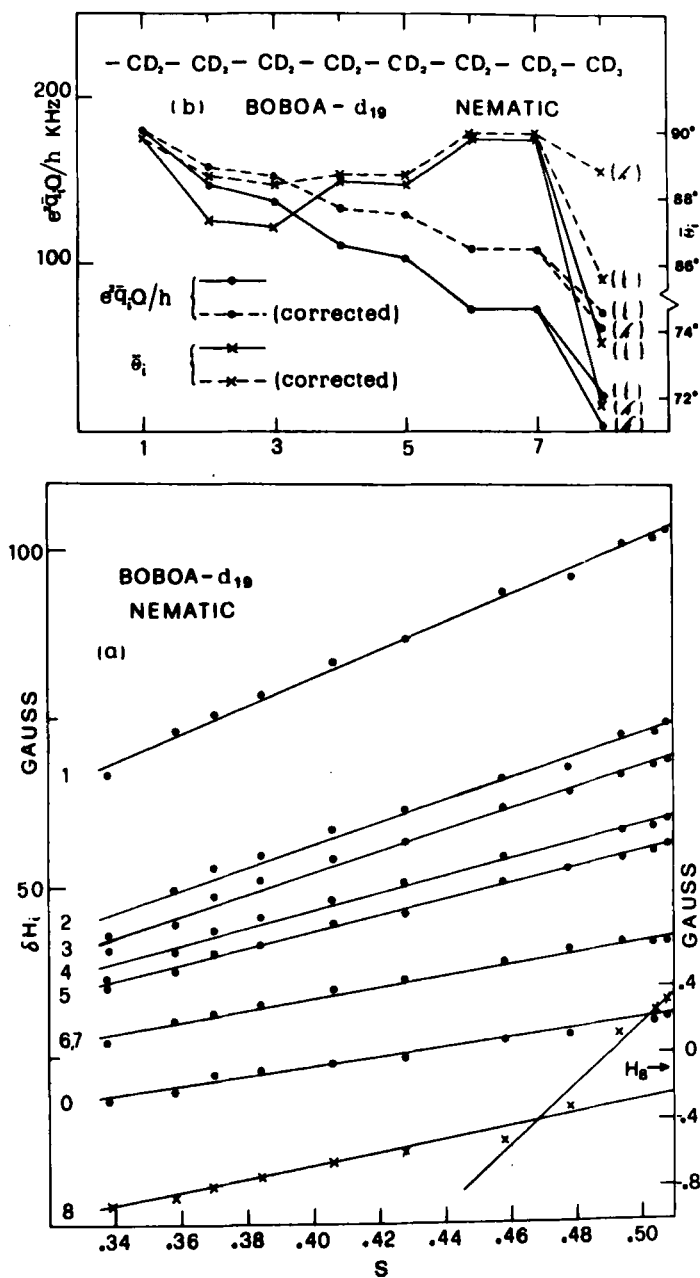 – CD₂ – CD₂ – CD₂ – CD₂ – CD₂ – CD₂ – CD₂ – CD₃
200
100
e²q̄ᵢQ/h KHz
(b) BOBOA-d₁₉ NEMATIC
90°
88°
86°
74°
72°
θ̄ᵢ
e²q̄ᵢQ/h
(corrected)
θ̄ᵢ
(corrected)
1 3 5 7
100
50
GAUSS
δHᵢ
BOBOA-d₁₉
NEMATIC
(a)
1
2
3
4
5
6,7
0
8
GAUSS
.4
0
.4
.8
H₈→
.34 .36 .38 .40 .42 .44 .46 .48 .50
S